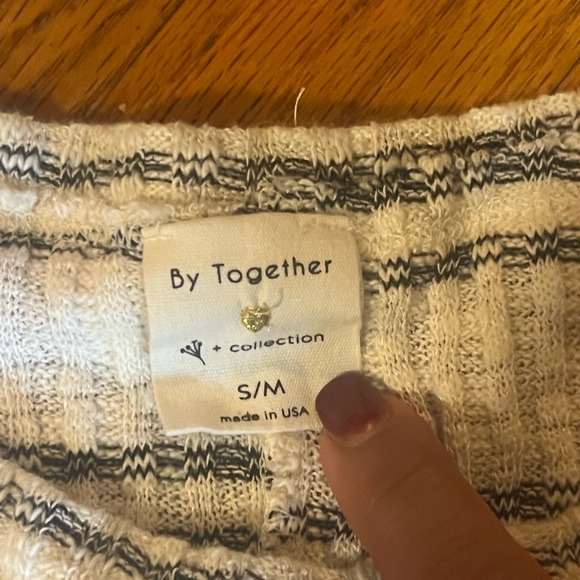 By Together
+ collection
S/M
made in USA